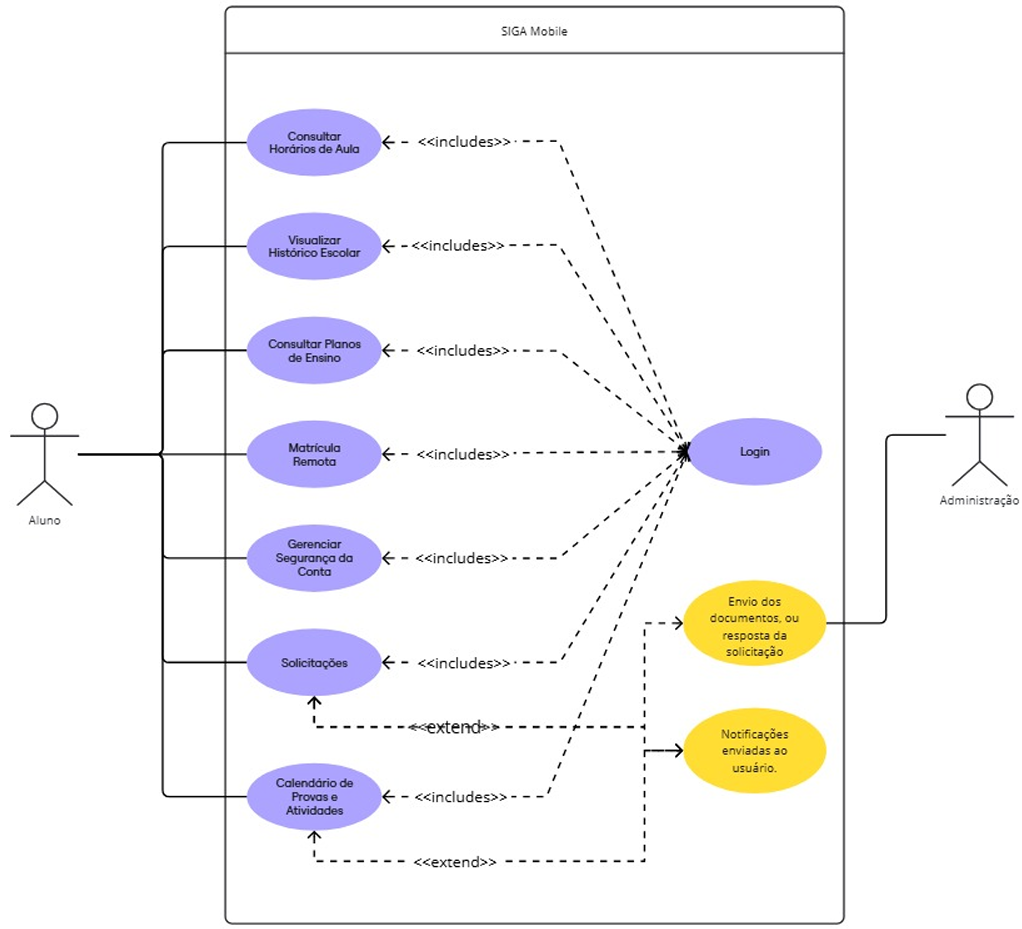 SIGA Mobile
Consultar
Horários de Aula
<<includes>>
Visualizar
Histórico Escolar
<<includes>>
Consultar Planos
de Ensino
<<includes>>
Matrícula
Remota
<<includes>>
Login
Aluno
Administração
Gerenciar
Segurança da
Conta
<<includes>>
Envio dos
documentos, ou
resposta da
solicitação
Solicitações
<<includes>>
<<extend>>
Notificações
enviadas ao
usuário.
Calendário de
Provas e
Atividades
<<includes>>
<<extend>>